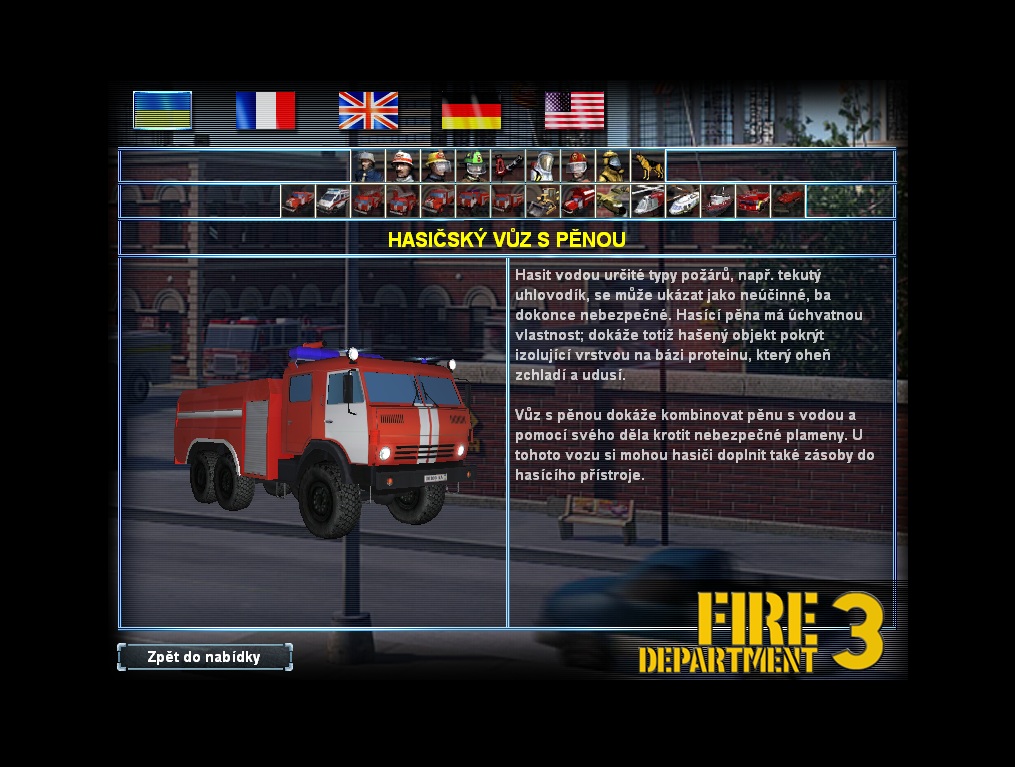 HASIČSKÝ VŮZ S PĚNOU
Hasit vodou určité typy požárů, např. tekutý
uhlovodík, se může ukázat jako neúčinné, ba
dokonce nebezpečné. Hasící pěna má úchvatnou
vlastnost; dokáže totiž hašený objekt pokrýt
izolující vrstvou na bázi proteinu, který oheň
zchladí a udusí.
Vůz s pěnou dokáže kombinovat pěnu s vodou a
pomocí svého děla krotit nebezpečné plameny. U
tohoto vozu si mohou hasiči doplnit také zásoby do
hasícího přístroje.
FIRE 3
DEPARTMENT
Zpět do nabídky